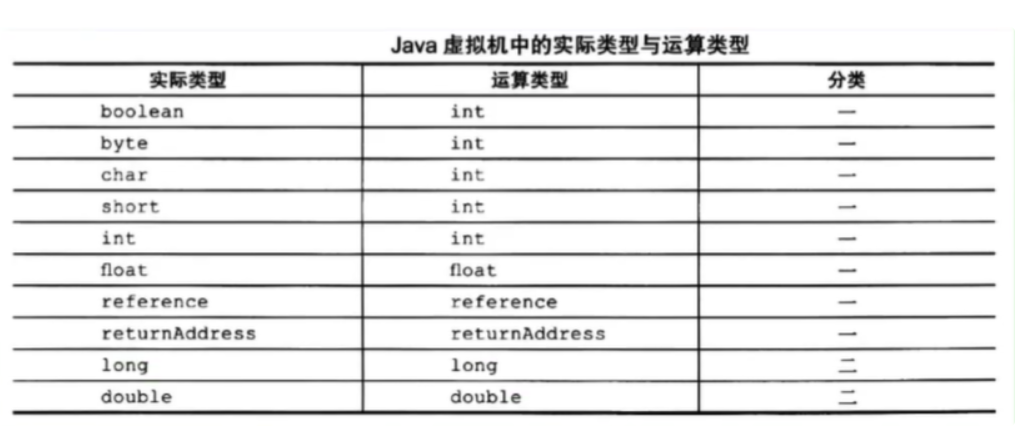 Java 虚拟机中的实际类型与运算类型
实际类型 运算类型 分类
boolean int 一
byte int 一
char int 一
short int 一
int int 一
float float 一
reference reference 一
returnAddress returnAddress 一
long long 二
double double 二